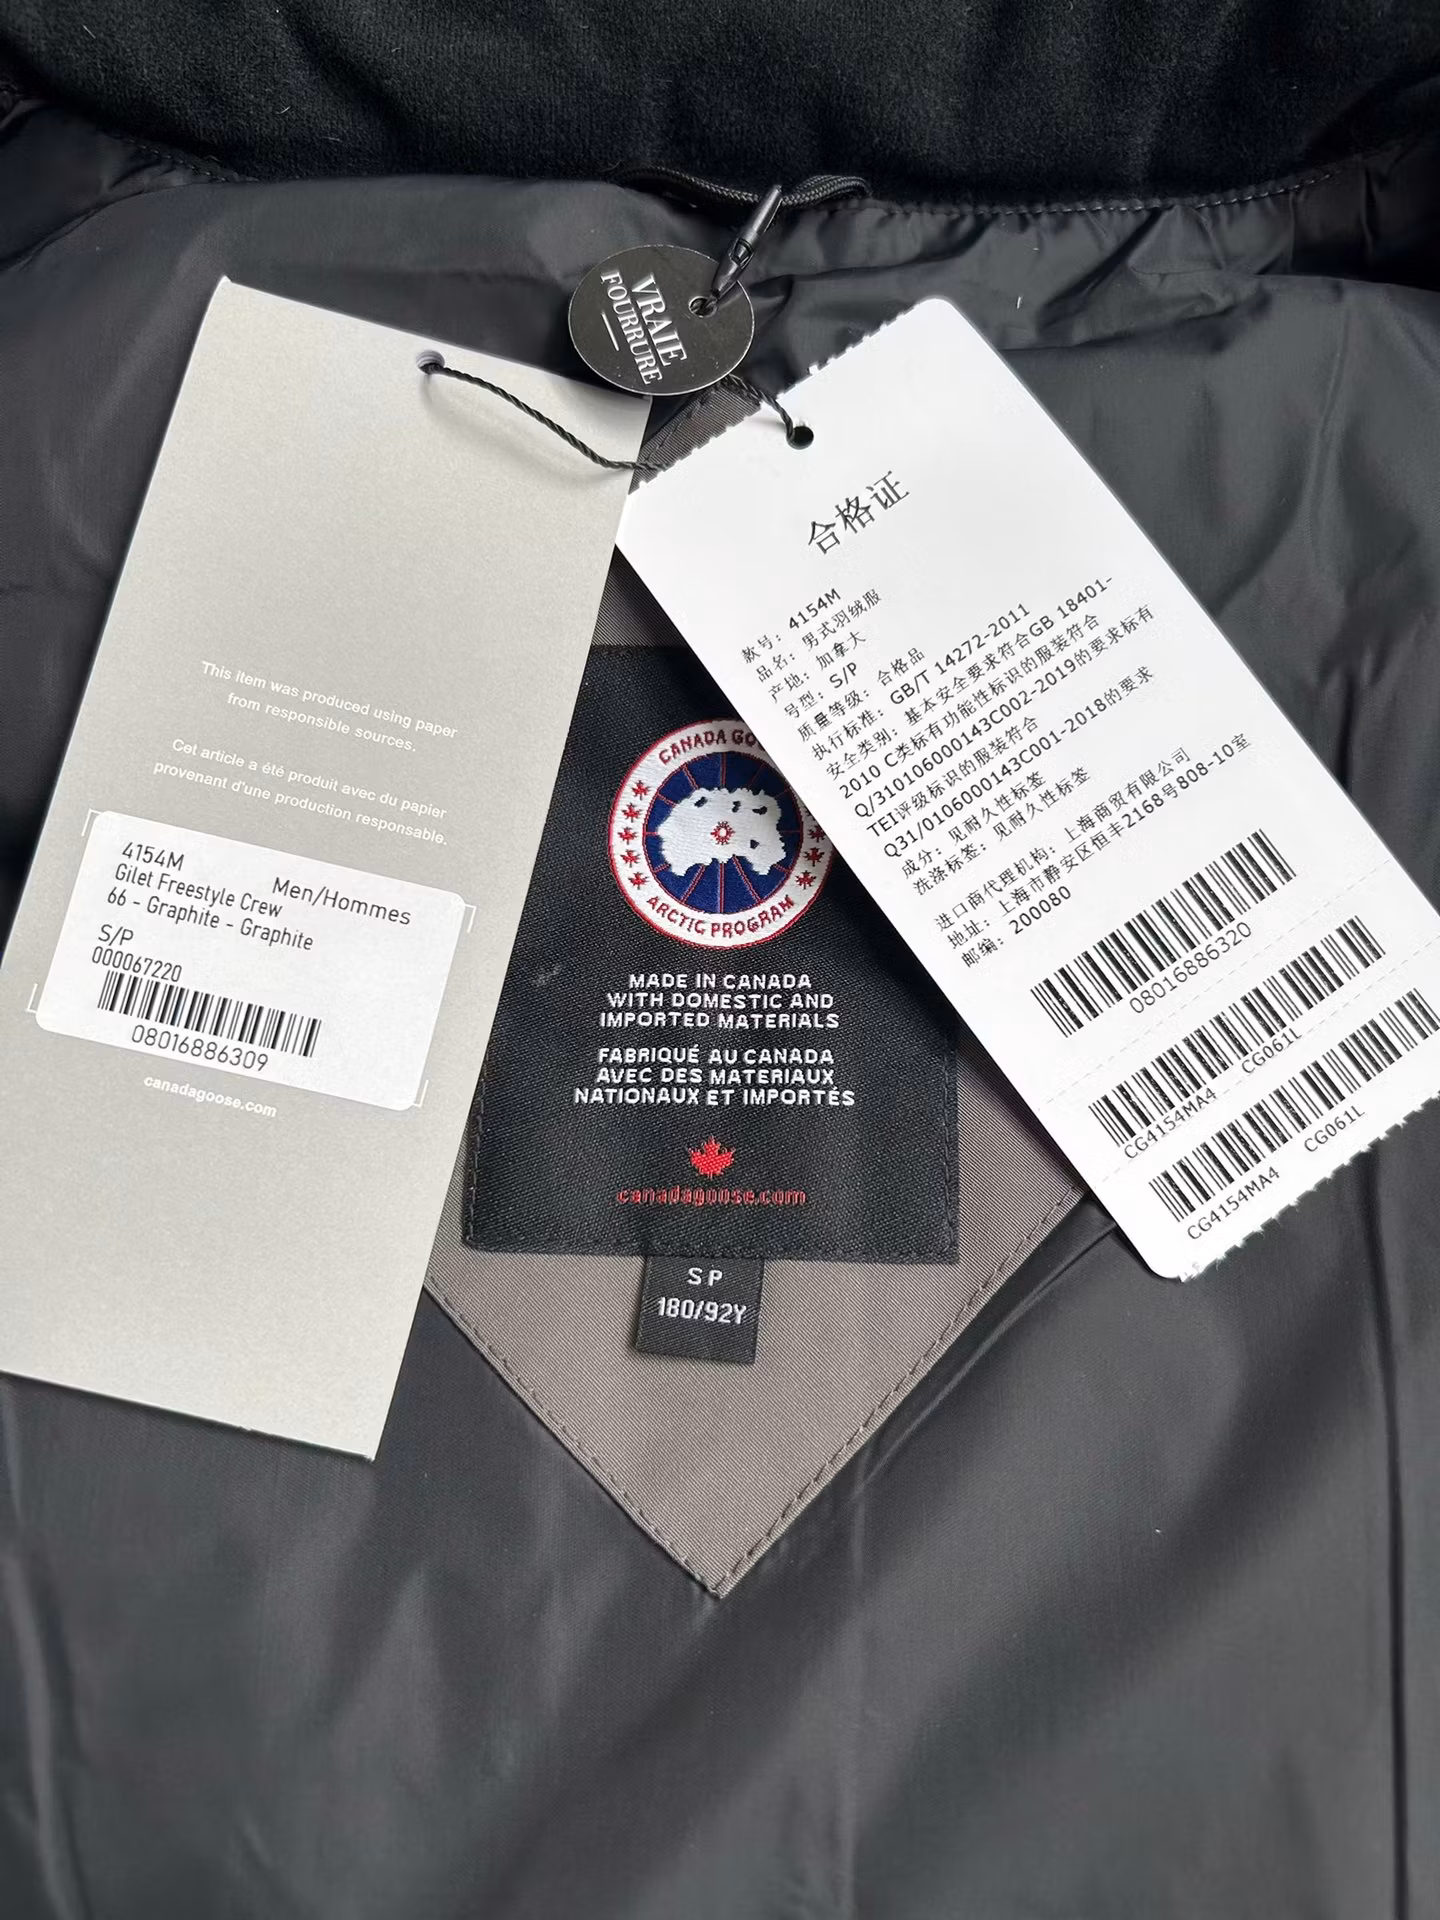 VRAIE
FOURRURE
This item was produced using paper
from responsible sources.
Cet article a été produit avec du papier
provenant d'une production responsable.
4154M
Men/Hommes
Gilet Freestyle Crew
66 - Graphite - Graphite
S/P
000067220
08016886309
canadagoose.com
合格证
款号：4154M
品名：男式羽绒服
产地：加拿大
号型：S/P
质量等级：合格品
执行标准：GB/T 14272-2011
安全类别：基本安全要求符合GB 18401-
2010 C类标有功能性标识的服装符合
Q/310106000143C002-2019的要求标有
TEI评级标识的服装符合
Q31/0106000143C001-2018的要求
成分：见耐久性标签
洗涤标签：见耐久性标签
进口商代理机构：上海商贸有限公司
地址：上海市静安区恒丰2168号808-10室
邮编：200080
08016886320
CG4154MA4 CG061L
CG4154MA4 CG061L
CANADA GO
ARCTIC PROGRAM
MADE IN CANADA
WITH DOMESTIC AND
IMPORTED MATERIALS
FABRIQUÉ AU CANADA
AVEC DES MATERIAUX
NATIONAUX ET IMPORTÉS
canadagoose.com
S P
180/92Y